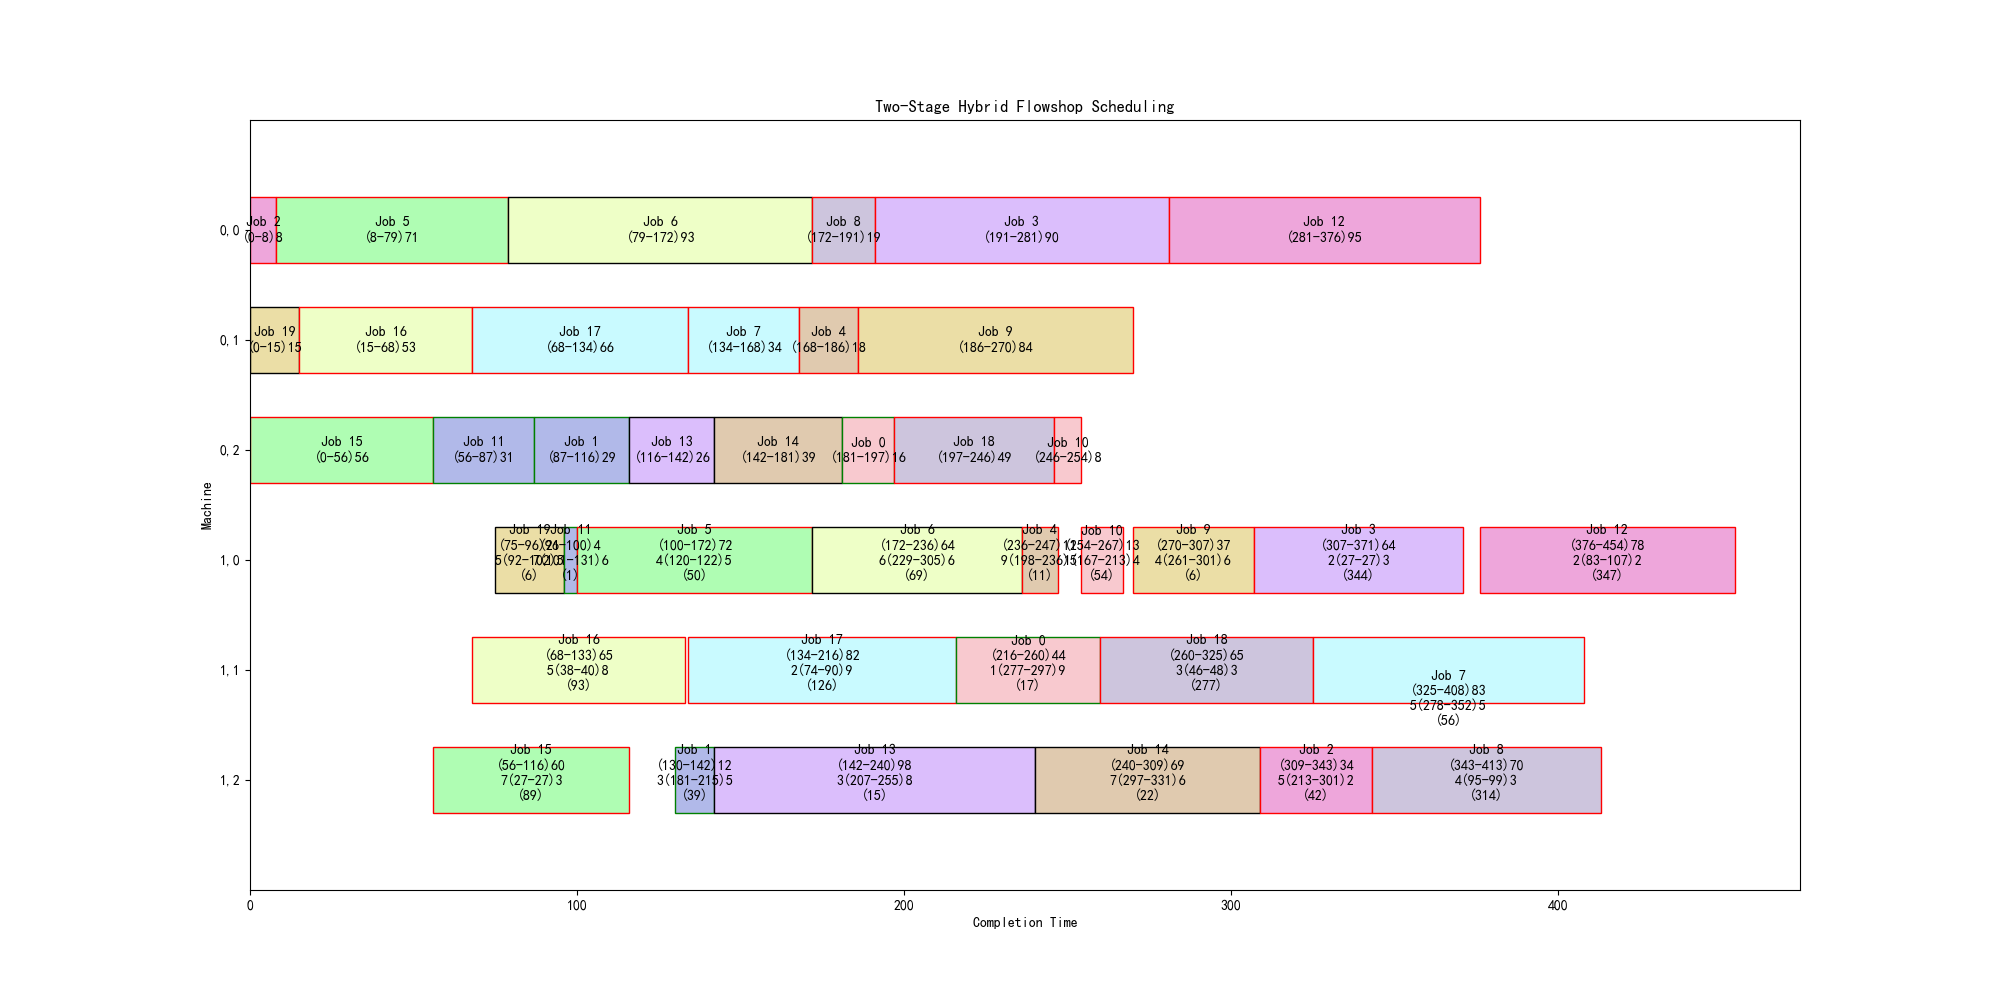 Two-Stage Hybrid Flowshop Scheduling
0,0
Job 2
(0-8)8
Job 5
(8-79)71
Job 6
(79-172)93
Job 8
(172-191)19
Job 3
(191-281)90
Job 12
(281-376)95
0,1
Job 19
(0-15)15
Job 16
(15-68)53
Job 17
(68-134)66
Job 7
(134-168)34
Job 4
(168-186)18
Job 9
(186-270)84
0,2
Job 15
(0-56)56
Job 11
(56-87)31
Job 1
(87-116)29
Job 13
(116-142)26
Job 14
(142-181)39
Job 0
(181-197)16
Job 18
(197-246)49
Job 10
(246-254)8
Machine
1,0
Job 19
(75-96)21
(6)
Job 11
(96-100)4
(1)
Job 5
(100-172)72
4(120-122)5
(50)
Job 6
(172-236)64
6(229-305)6
(69)
Job 4
(236-247)11
(11)
Job 10
(254-267)13
(54)
Job 9
(270-307)37
4(261-301)6
(6)
Job 3
(307-371)64
2(27-27)3
(344)
Job 12
(376-454)78
2(83-107)2
(347)
1,1
Job 16
(68-133)65
5(38-40)8
(93)
Job 17
(134-216)82
2(74-90)9
(126)
Job 0
(216-260)44
1(277-297)9
(17)
Job 18
(260-325)65
3(46-48)3
(277)
Job 7
(325-408)83
5(278-352)5
(56)
1,2
Job 15
(56-116)60
7(27-27)3
(89)
Job 1
(130-142)12
3(181-215)5
(39)
Job 13
(142-240)98
3(207-255)8
(15)
Job 14
(240-309)69
7(297-331)6
(22)
Job 2
(309-343)34
5(213-301)2
(42)
Job 8
(343-413)70
4(95-99)3
(314)
0
100
200
300
400
Completion Time